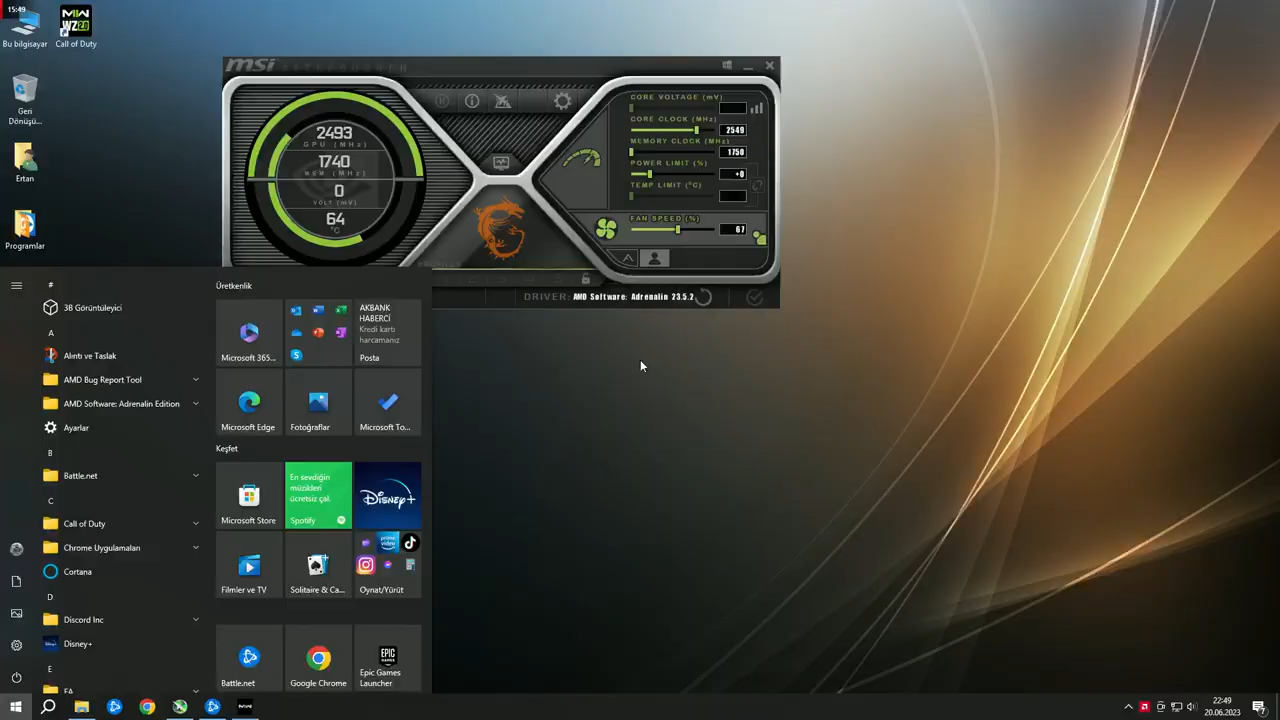 15:49
MW
WZ 2.0
Bu bilgisayar
Call of Duty
Geri
Dönüşü...
Ertan
Programlar
msi AFTERBURNER
2493
GPU (MHz)
1740
MEM (MHz)
0
VOLT (mV)
64
°C
CORE VOLTAGE (mV)
CORE CLOCK (MHz)
2549
MEMORY CLOCK (MHz)
1750
POWER LIMIT (%)
+0
TEMP LIMIT (°C)
FAN SPEED (%)
67
DRIVER: AMD Software: Adrenalin 23.5.2
#
3B Görüntüleyici
A
Alıntı ve Taslak
AMD Bug Report Tool
AMD Software: Adrenalin Edition
Ayarlar
B
Battle.net
C
Call of Duty
Chrome Uygulamaları
Cortana
D
Discord Inc
Disney+
E
EA
Üretkenlik
Microsoft 365...
AKBANK
HABERCİ
Kredi kartı
harcamanız
Posta
Microsoft Edge
Fotoğraflar
Microsoft To...
Keşfet
Microsoft Store
En sevdiğin
müzikleri
ücretsiz çal.
Spotify
Disney+
Filmler ve TV
Solitaire & Ca...
prime video
Oynat/Yürüt
Battle.net
Google Chrome
EPIC
GAMES
Epic Games
Launcher
22:49
20.06.2023